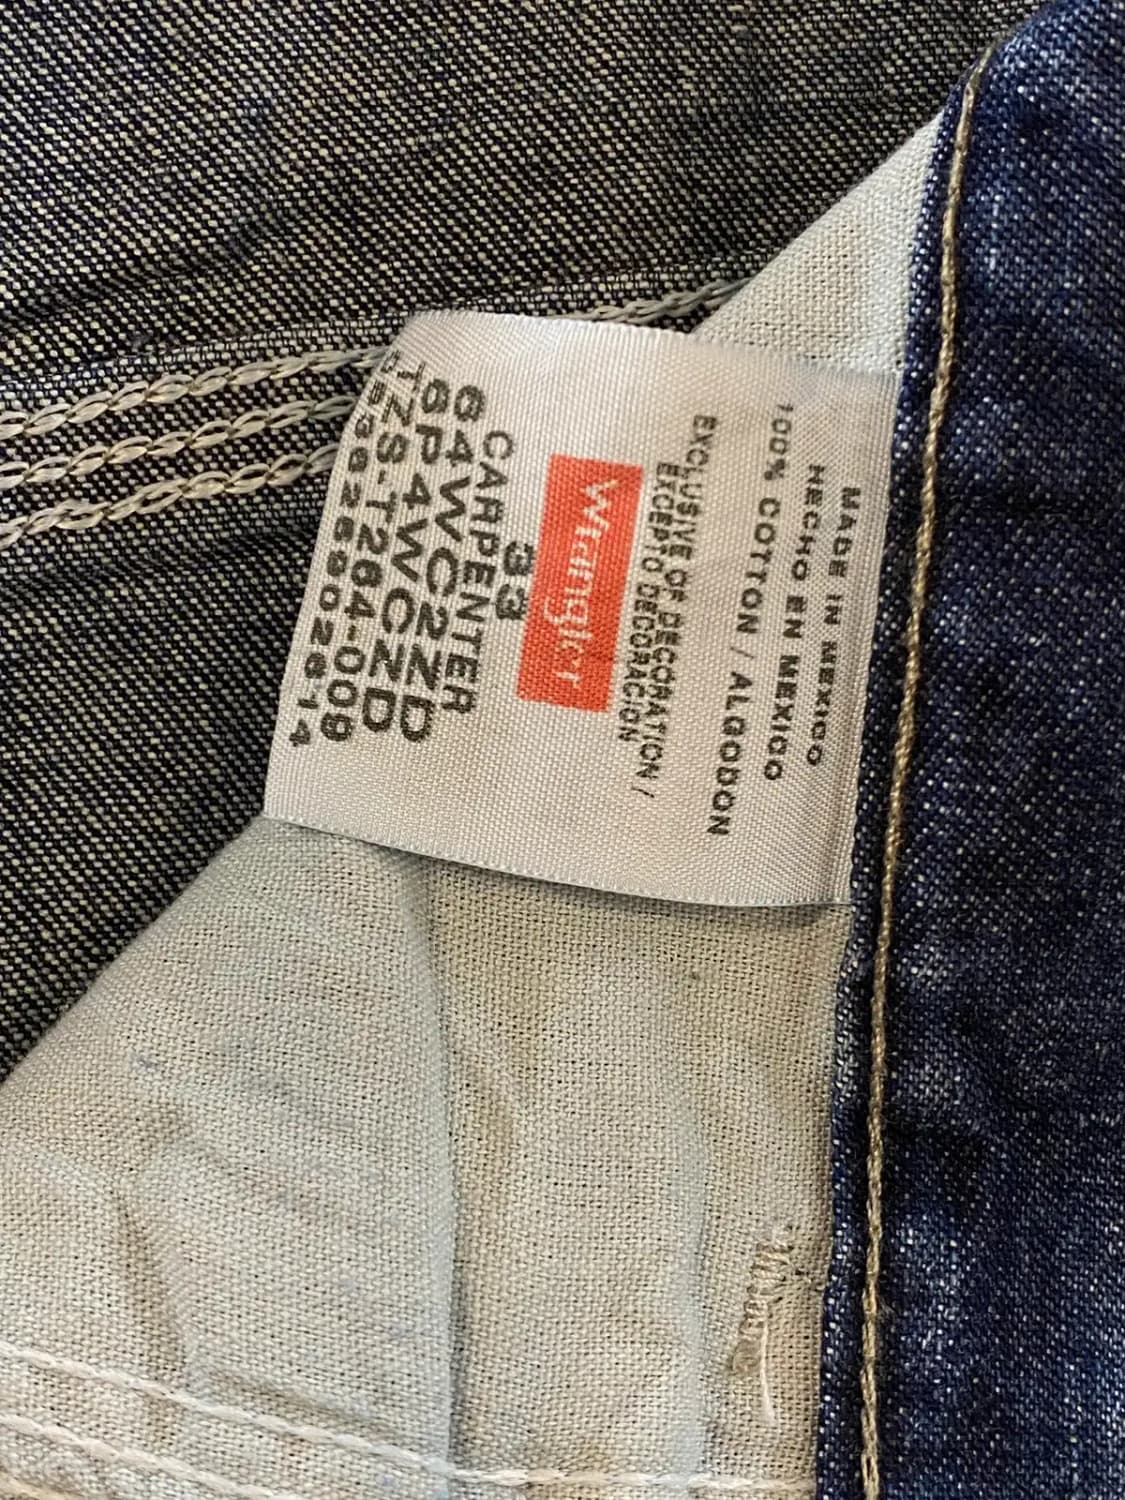 MADE IN MEXICO
HECHO EN MEXICO
100% COTTON / ALGODON
EXCLUSIVE OF DECORATION /
EXCEPTO DECORACION
Wrangler
33
CARPENTER
64WC2ZD
6P4WCZD
TZS-T264-009